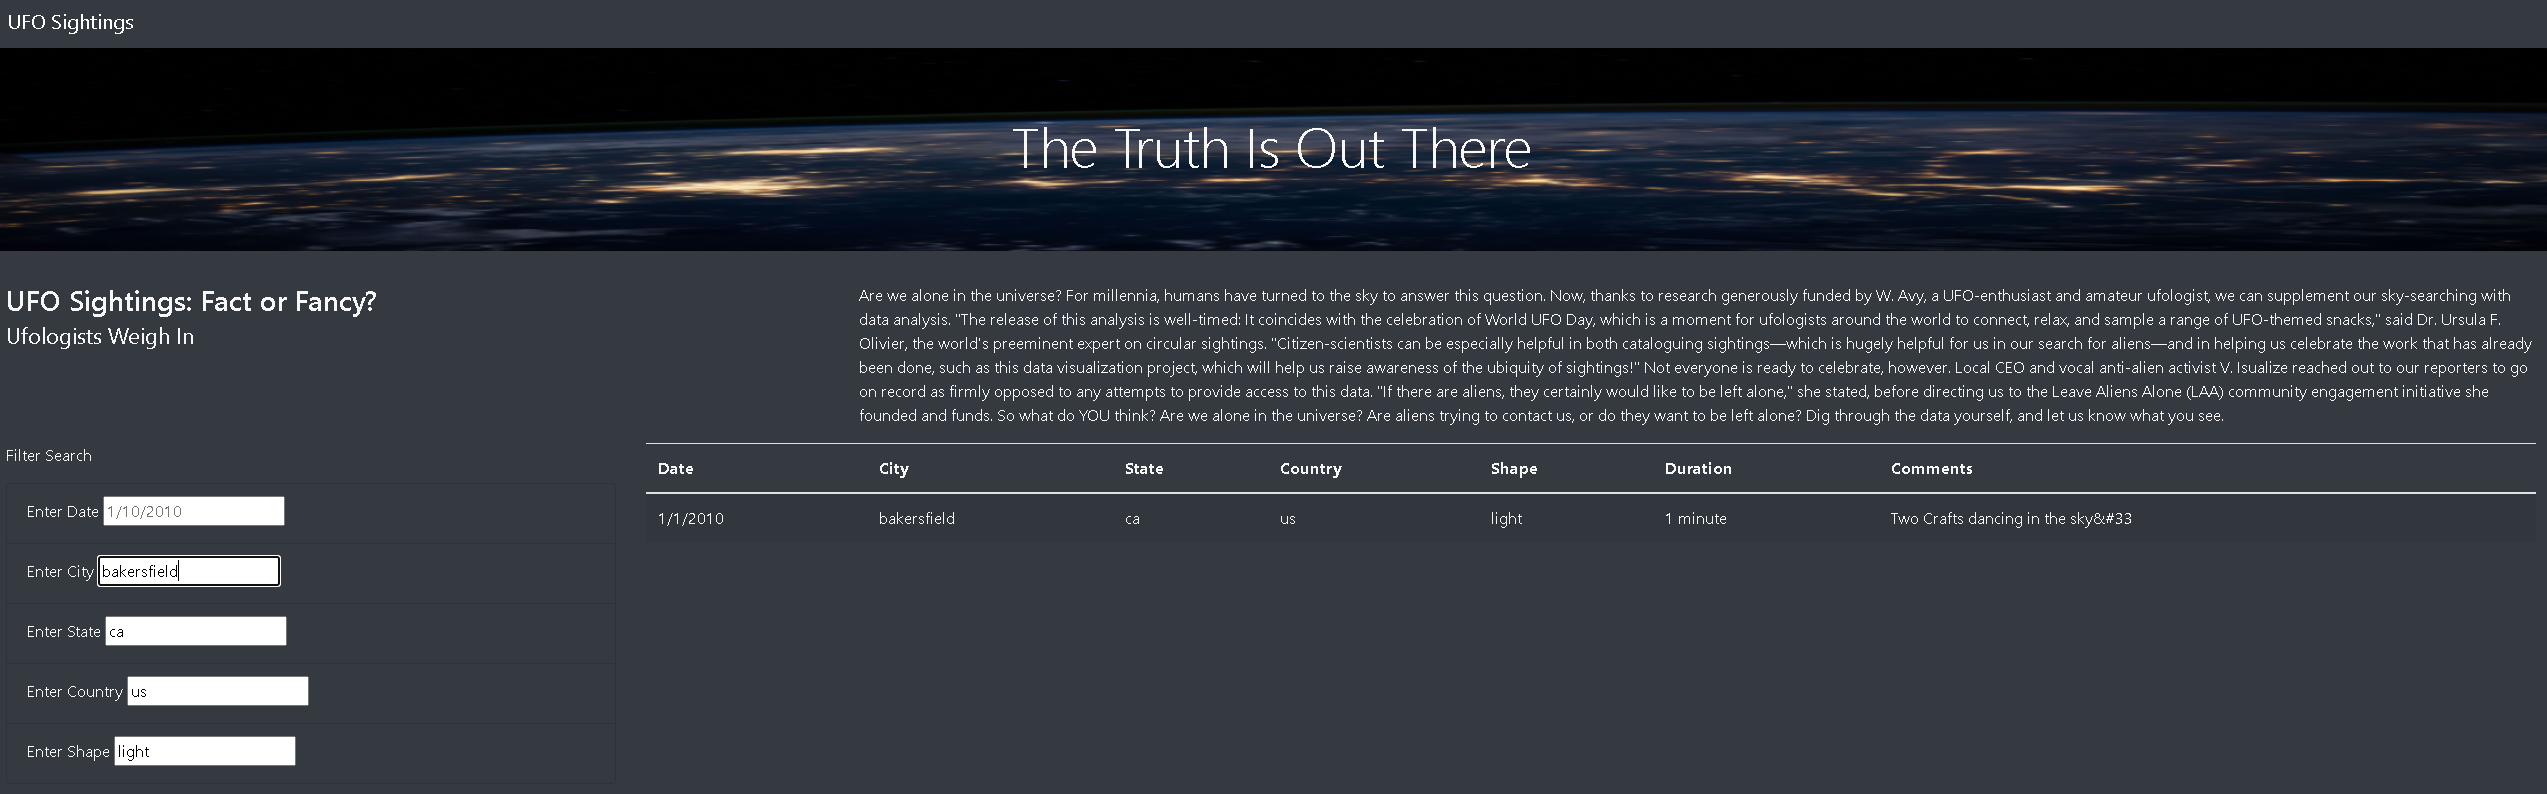 UFO Sightings
The Truth Is Out There
UFO Sightings: Fact or Fancy?
Ufologists Weigh In
Are we alone in the universe? For millennia, humans have turned to the sky to answer this question. Now, thanks to research generously funded by W. Avy, a UFO-enthusiast and amateur ufologist, we can supplement our sky-searching with
data analysis. "The release of this analysis is well-timed: It coincides with the celebration of World UFO Day, which is a moment for ufologists around the world to connect, relax, and sample a range of UFO-themed snacks," said Dr. Ursula F.
Olivier, the world's preeminent expert on circular sightings. "Citizen-scientists can be especially helpful in both cataloguing sightings—which is hugely helpful for us in our search for aliens—and in helping us celebrate the work that has already
been done, such as this data visualization project, which will help us raise awareness of the ubiquity of sightings!" Not everyone is ready to celebrate, however. Local CEO and vocal anti-alien activist V. Isualize reached out to our reporters to go
on record as firmly opposed to any attempts to provide access to this data. "If there are aliens, they certainly would like to be left alone," she stated, before directing us to the Leave Aliens Alone (LAA) community engagement initiative she
founded and funds. So what do YOU think? Are we alone in the universe? Are aliens trying to contact us, or do they want to be left alone? Dig through the data yourself, and let us know what you see.
Filter Search
Enter Date 1/10/2010
Enter City bakersfield
Enter State ca
Enter Country us
Enter Shape light
Date City State Country Shape Duration Comments
1/1/2010 bakersfield ca us light 1 minute Two Crafts dancing in the sky&#33